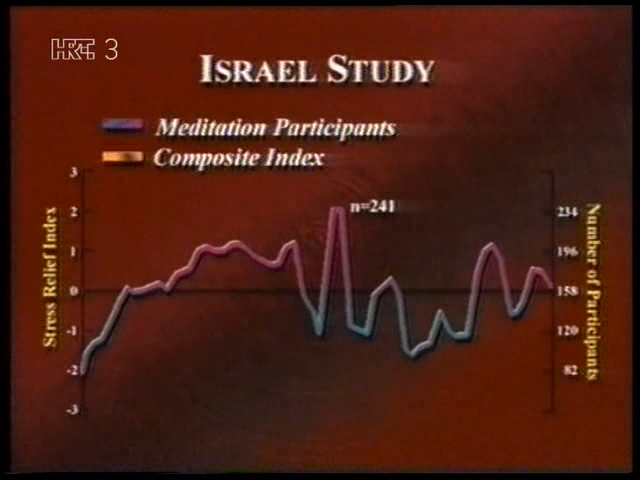 HRT 3
ISRAEL STUDY
Meditation Participants
Composite Index
3
2
1
0
-1
-2
-3
Stress Relief Index
n=241
234
196
158
120
82
Number of Participants